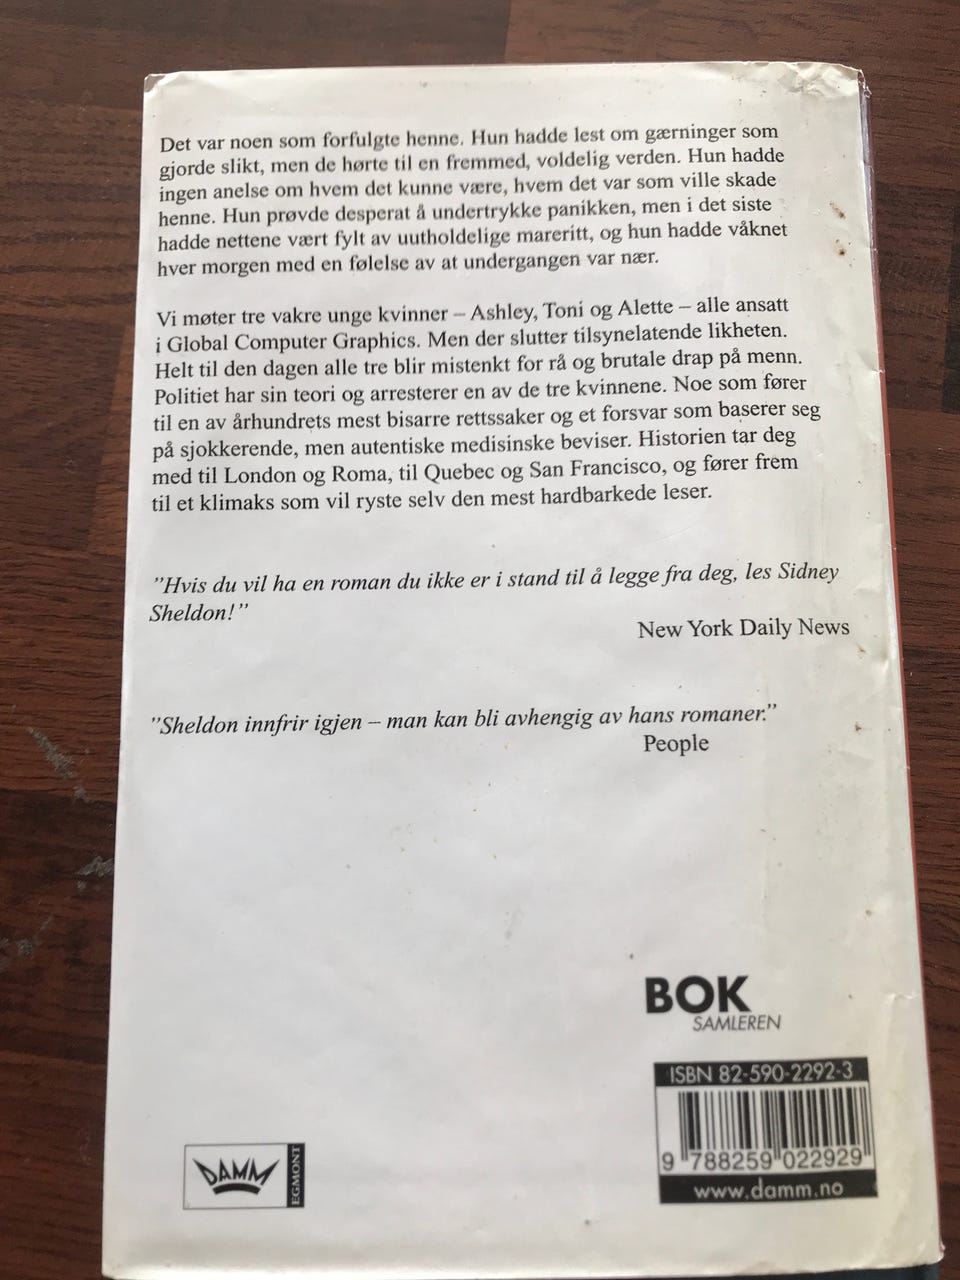 Det var noen som forfulgte henne. Hun hadde lest om gærninger som
gjorde slikt, men de hørte til en fremmed, voldelig verden. Hun hadde
ingen anelse om hvem det kunne være, hvem det var som ville skade
henne. Hun prøvde desperat å undertrykke panikken, men i det siste
hadde nettene vært fylt av uutholdelige mareritt, og hun hadde våknet
hver morgen med en følelse av at undergangen var nær.
Vi møter tre vakre unge kvinner – Ashley, Toni og Alette – alle ansatt
i Global Computer Graphics. Men der slutter tilsynelatende likheten.
Helt til den dagen alle tre blir mistenkt for rå og brutale drap på menn.
Politiet har sin teori og arresterer en av de tre kvinnene. Noe som fører
til en av århundrets mest bisarre rettssaker og et forsvar som baserer seg
på sjokkerende, men autentiske medisinske beviser. Historien tar deg
med til London og Roma, til Quebec og San Francisco, og fører frem
til et klimaks som vil ryste selv den mest hardbarkede leser.
"Hvis du vil ha en roman du ikke er i stand til å legge fra deg, les Sidney
Sheldon!"
New York Daily News
"Sheldon innfrir igjen – man kan bli avhengig av hans romaner."
People
BOK
SAMLEREN
ISBN 82-590-2292-3
9 788259 022929
www.damm.no
DAMM
EGMONT